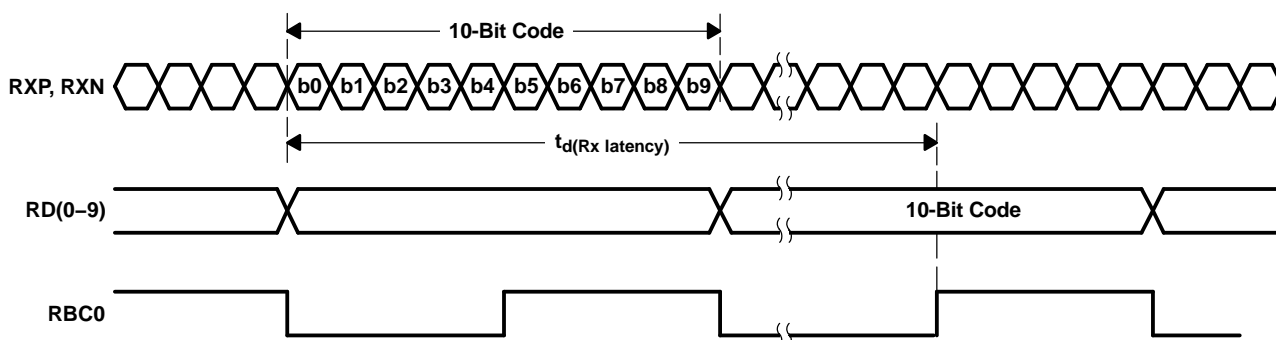 10-Bit Code
RXP, RXN
b0 b1 b2 b3 b4 b5 b6 b7 b8 b9
td(Rx latency)
RD(0–9)
10-Bit Code
RBC0